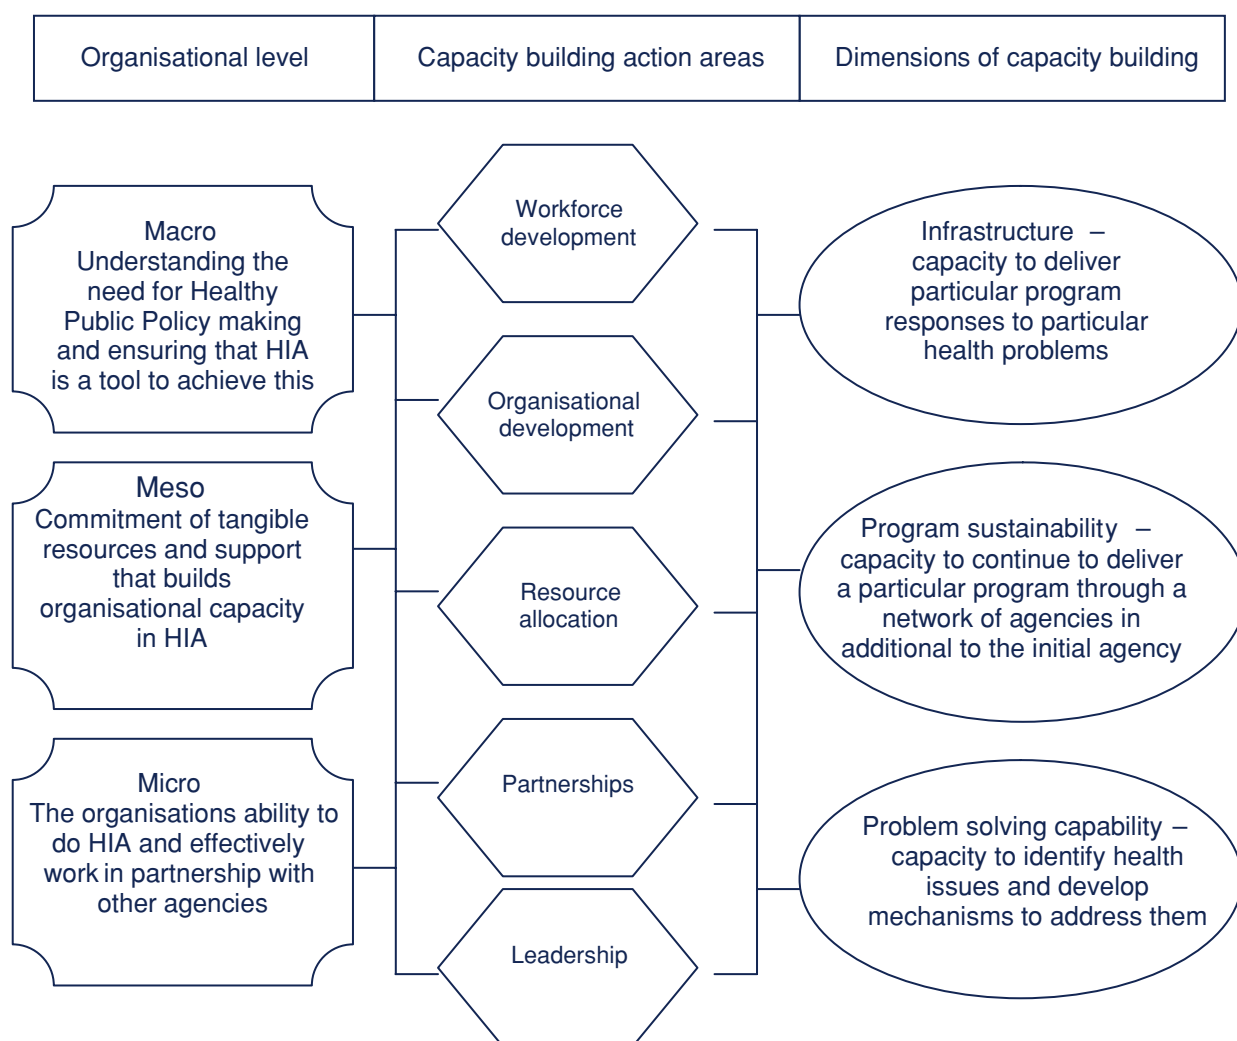 Organisational level
Capacity building action areas
Dimensions of capacity building
Macro
Understanding the
need for Healthy
Public Policy making
and ensuring that HIA
is a tool to achieve this
Meso
Commitment of tangible
resources and support
that builds
organisational capacity
in HIA
Micro
The organisations ability to
do HIA and effectively
work in partnership with
other agencies
Workforce
development
Organisational
development
Resource
allocation
Partnerships
Leadership
Infrastructure –
capacity to deliver
particular program
responses to particular
health problems
Program sustainability –
capacity to continue to deliver
a particular program through a
network of agencies in
additional to the initial agency
Problem solving capability –
capacity to identify health
issues and develop
mechanisms to address them